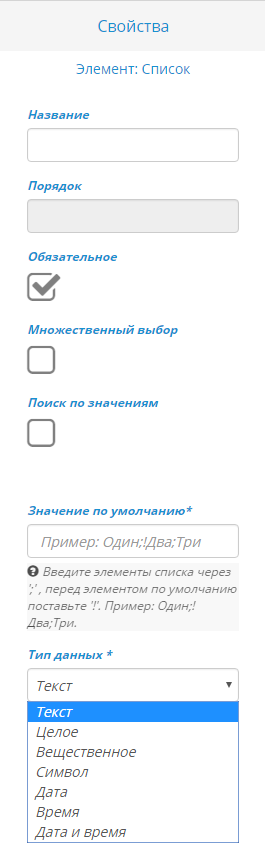 Свойства
Элемент: Список
Название
Порядок
Обязательное
Множественный выбор
Поиск по значениям
Значение по умолчанию*
Пример: Один;!Два;Три
Введите элементы списка через
';' , перед элементом по умолчанию
поставьте '!'. Пример: Один;!
Два;Три.
Тип данных *
Текст
Текст
Целое
Вещественное
Символ
Дата
Время
Дата и время